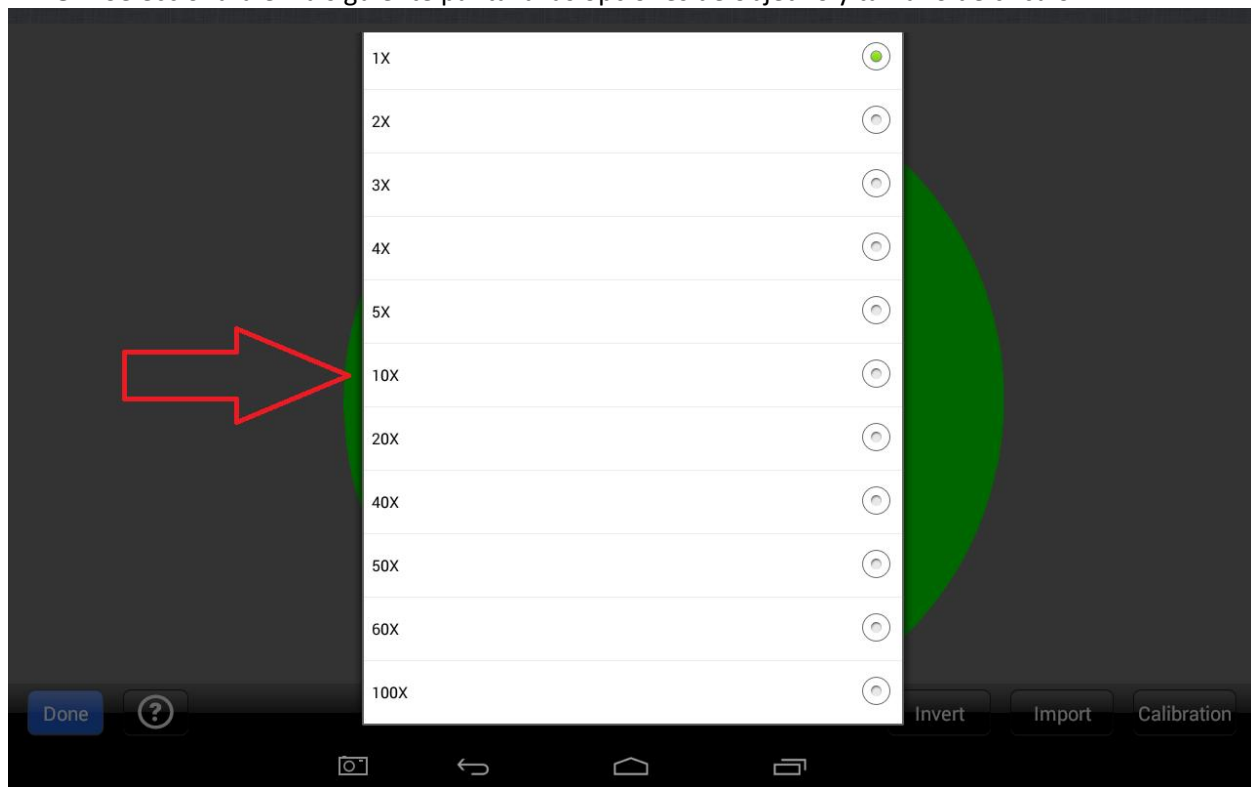 1X
2X
3X
4X
5X
10X
20X
40X
50X
60X
100X
Done
?
Invert
Import
Calibration